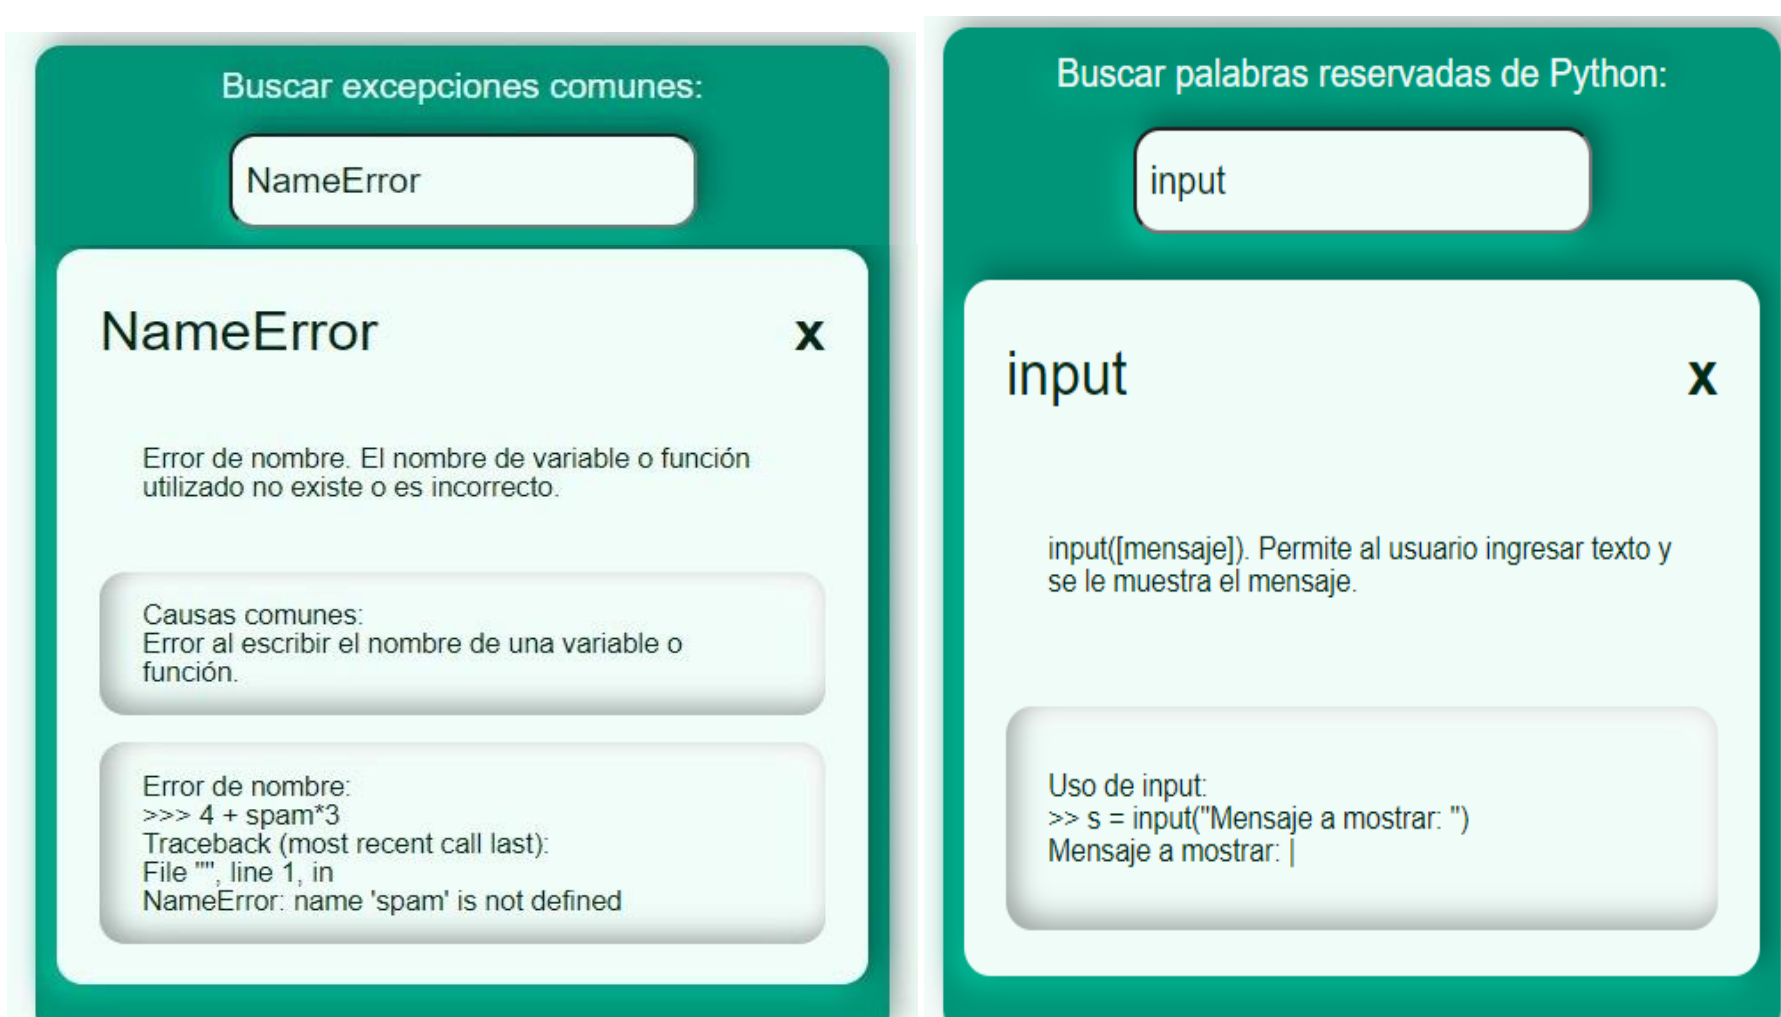 Buscar excepciones comunes:
NameError
NameError
x
Error de nombre. El nombre de variable o función
utilizado no existe o es incorrecto.
Causas comunes:
Error al escribir el nombre de una variable o
función.
Error de nombre:
>>> 4 + spam*3
Traceback (most recent call last):
File "", line 1, in
NameError: name 'spam' is not defined
Buscar palabras reservadas de Python:
input
input
x
input([mensaje]). Permite al usuario ingresar texto y
se le muestra el mensaje.
Uso de input:
>> s = input("Mensaje a mostrar: ")
Mensaje a mostrar: |